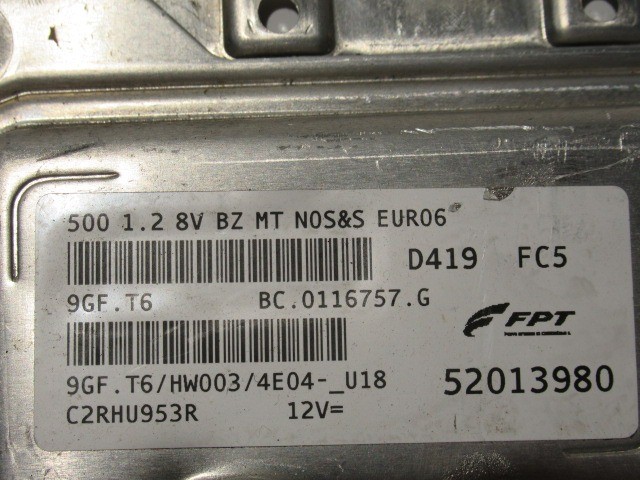 500 1.2 8V BZ MT NOS&S EURO6
D419 FC5
9GF.T6 BC.0116757.G
FPT
9GF.T6/HW003/4E04-_U18
52013980
C2RHU953R 12V=